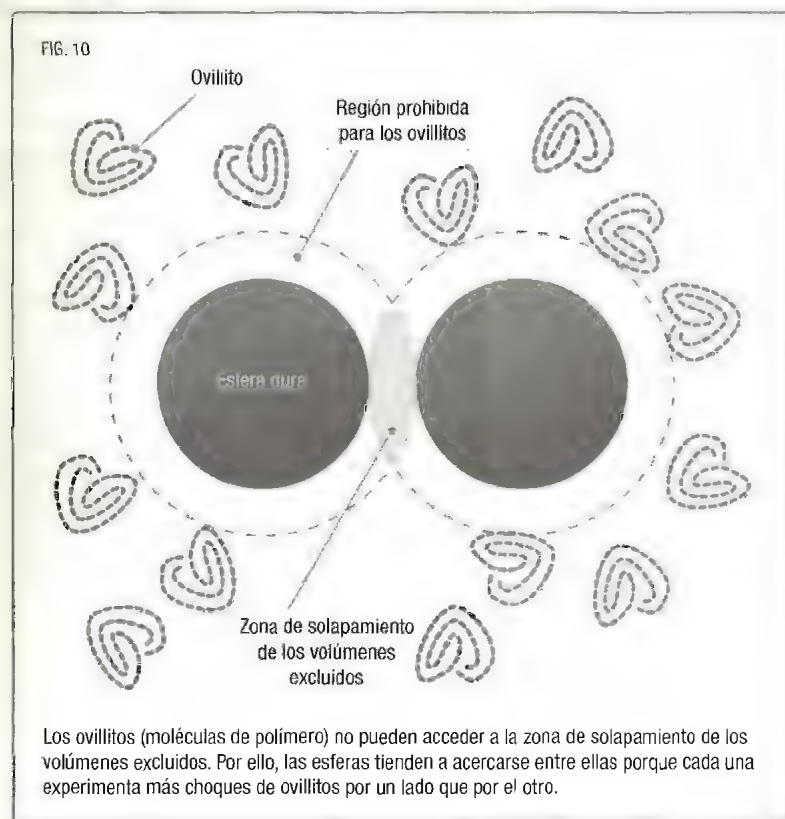 FIG. 10
Ovillito
Región prohibida
para los ovillitos
Esfera dura
Zona de solapamiento
de los volúmenes
excluidos
Los ovillitos (moléculas de polímero) no pueden acceder a la zona de solapamiento de los
volúmenes excluidos. Por ello, las esferas tienden a acercarse entre ellas porque cada una
experimenta más choques de ovillitos por un lado que por el otro.